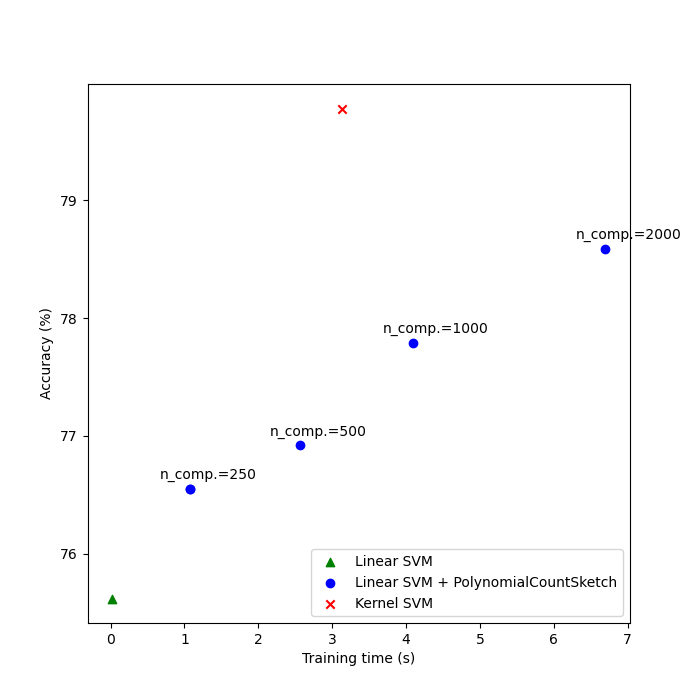 79
78
77
76
Accuracy (%)
n_comp.=2000
n_comp.=1000
n_comp.=500
n_comp.=250
Linear SVM
Linear SVM + PolynomialCountSketch
Kernel SVM
0 1 2 3 4 5 6 7
Training time (s)